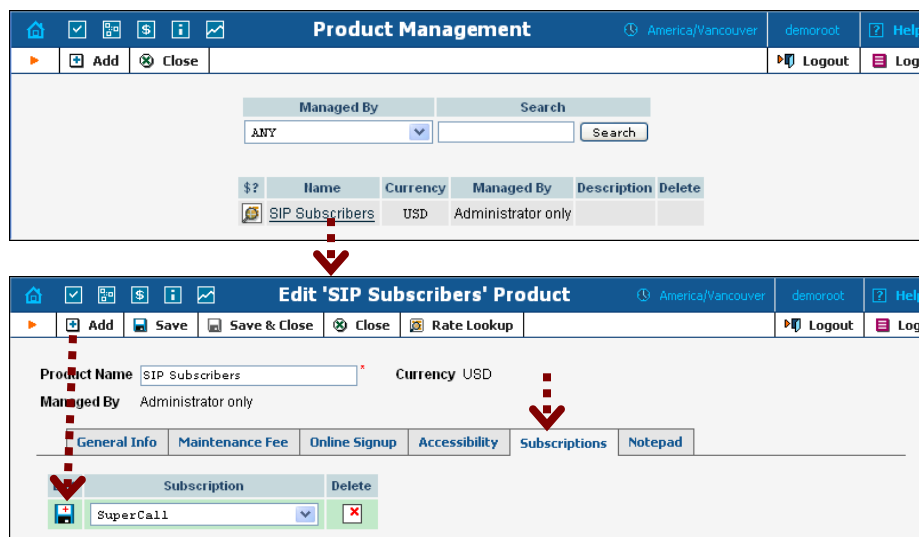 Product Management America/Vancouver demoroot Help
Add Close Logout Log
Managed By Search
ANY Search
$? Name Currency Managed By Description Delete
SIP Subscribers USD Administrator only
Edit 'SIP Subscribers' Product America/Vancouver demoroot Help
Add Save Save & Close Close Rate Lookup Logout Log
Product Name SIP Subscribers * Currency USD
Managed By Administrator only
General Info Maintenance Fee Online Signup Accessibility Subscriptions Notepad
Subscription Delete
SuperCall